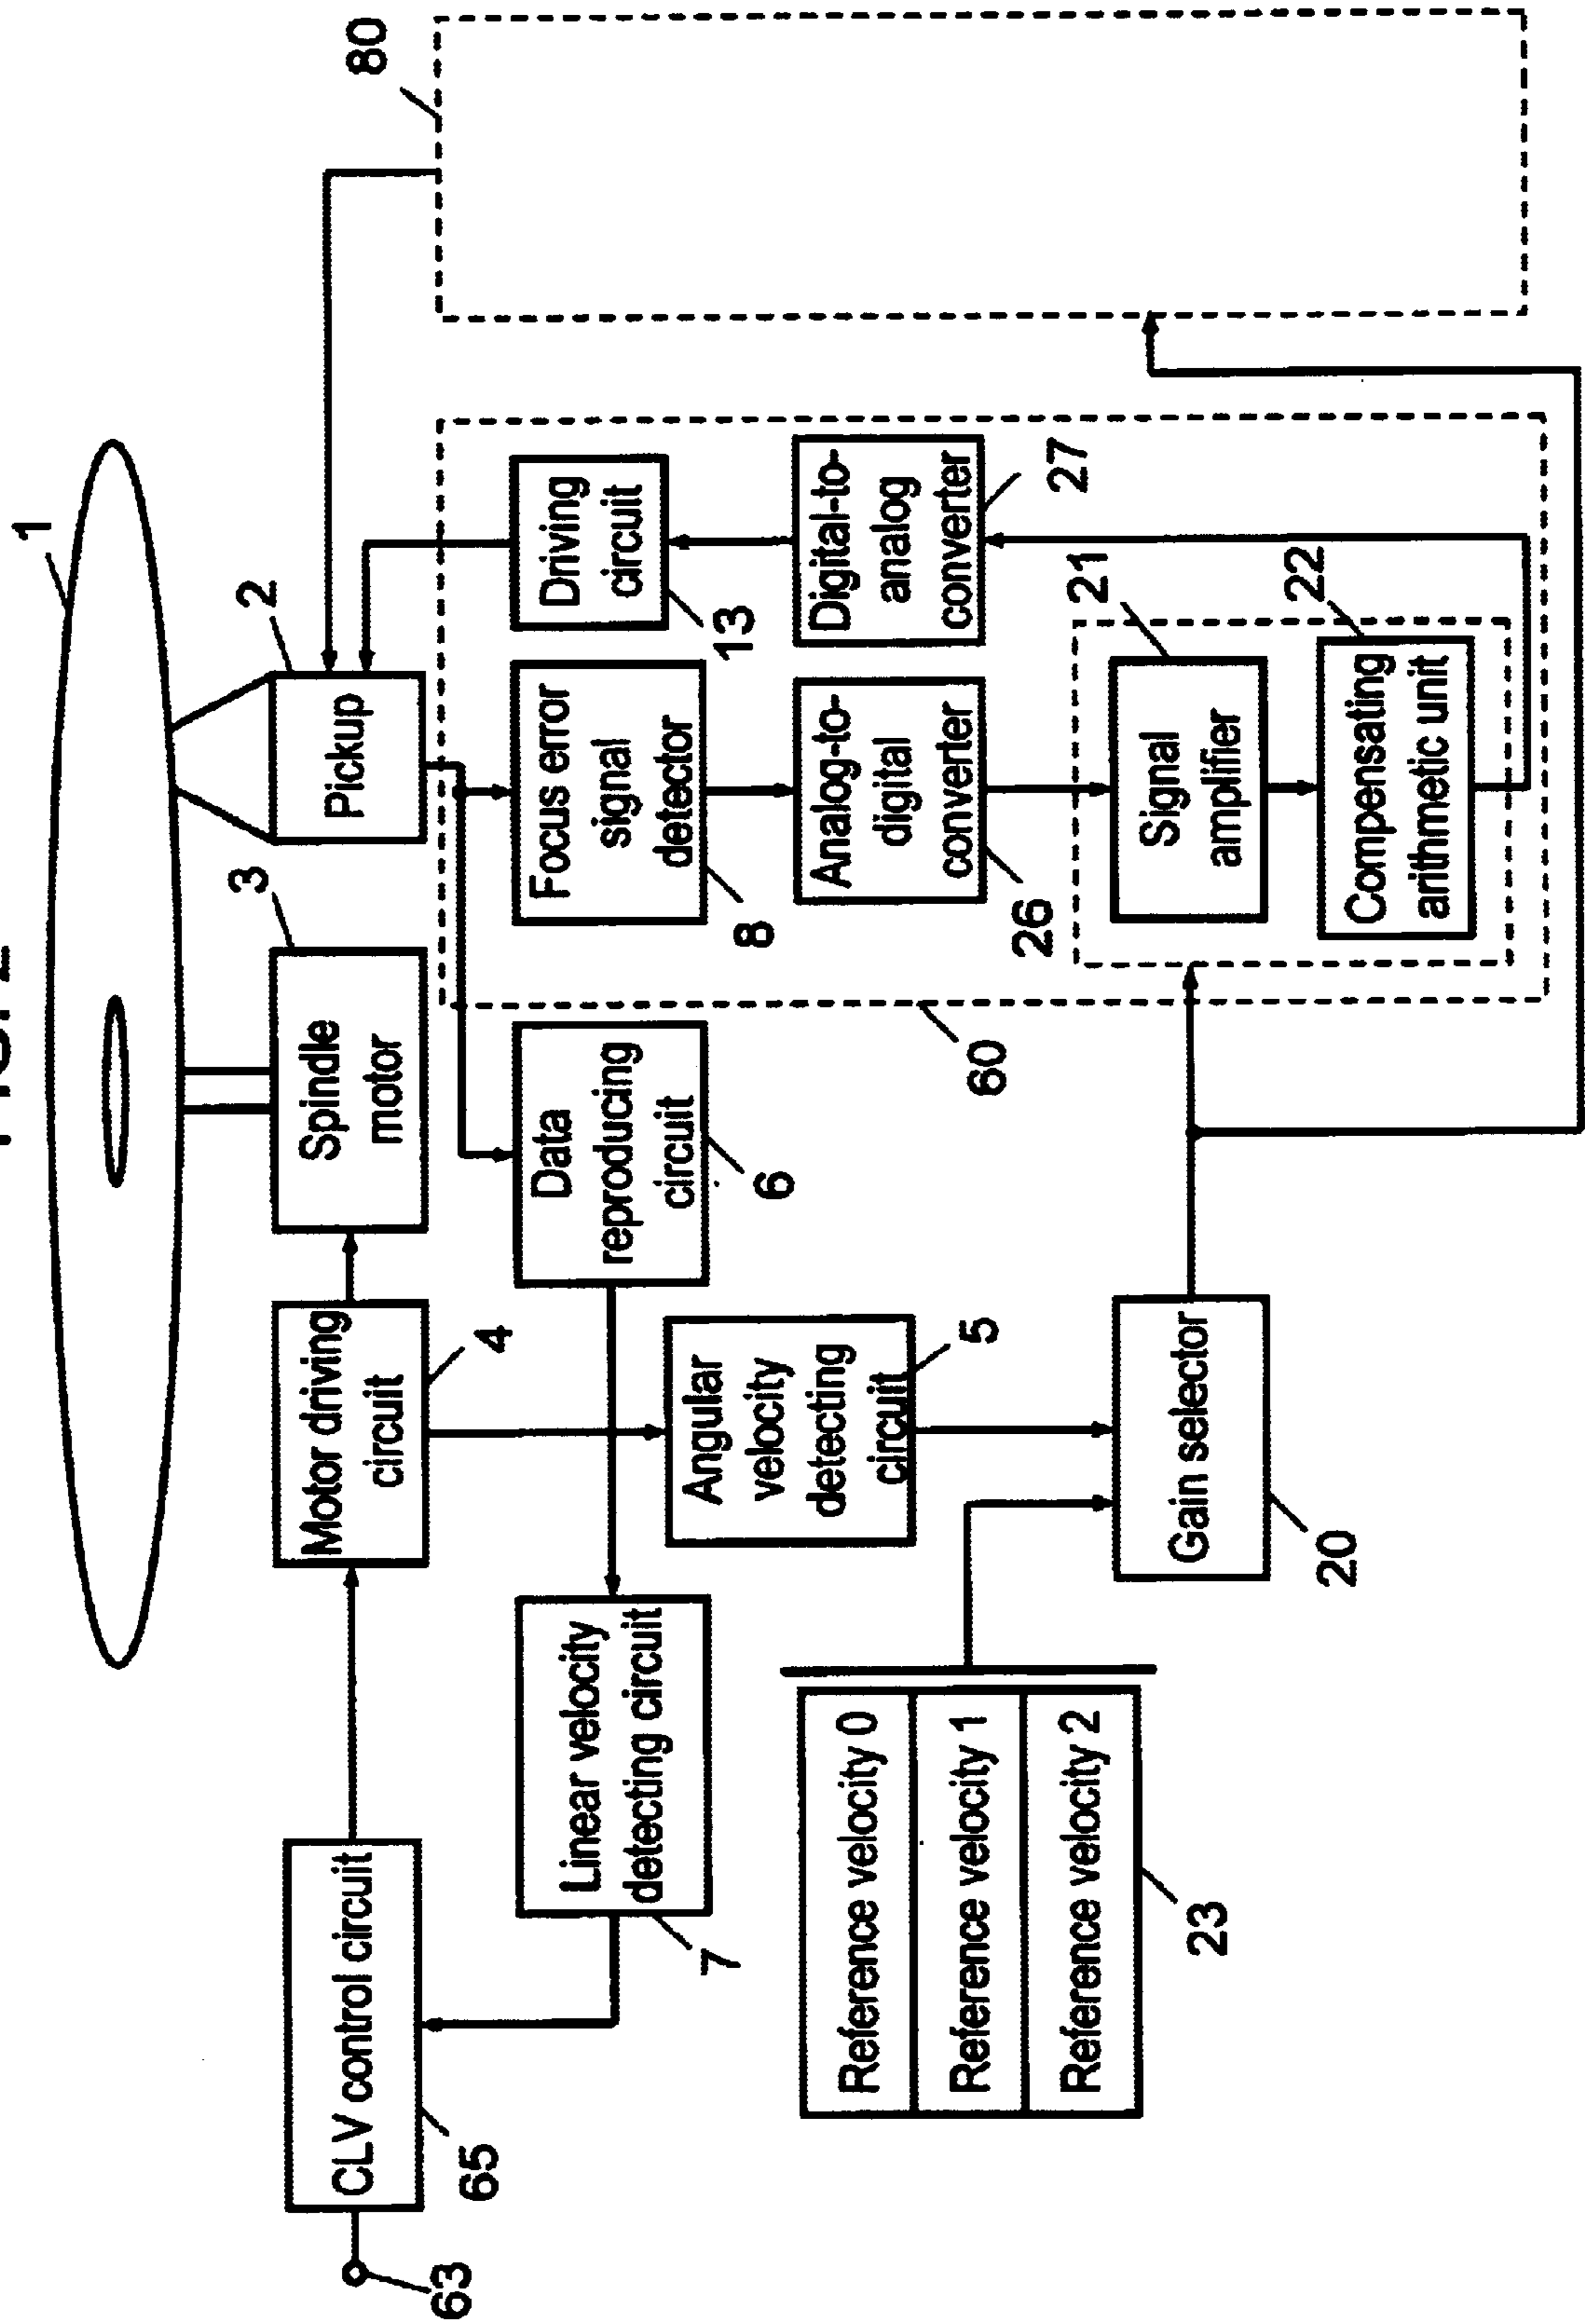 1
80
2
3
Pickup
Spindle
motor
Motor driving
circuit
4
CLV control circuit
65
63
Driving
circuit
13
Focus error
signal
detector
8
Data
reproducing
circuit
6
Linear velocity
detecting circuit
7
Angular
velocity
detecting
circuit
5
Digital-to-
analog
converter
27
Analog-to-
digital
converter
26
60
Reference velocity 0
Reference velocity 1
Reference velocity 2
23
21
Signal
amplifier
22
Compensating
arithmetic unit
Gain selector
20